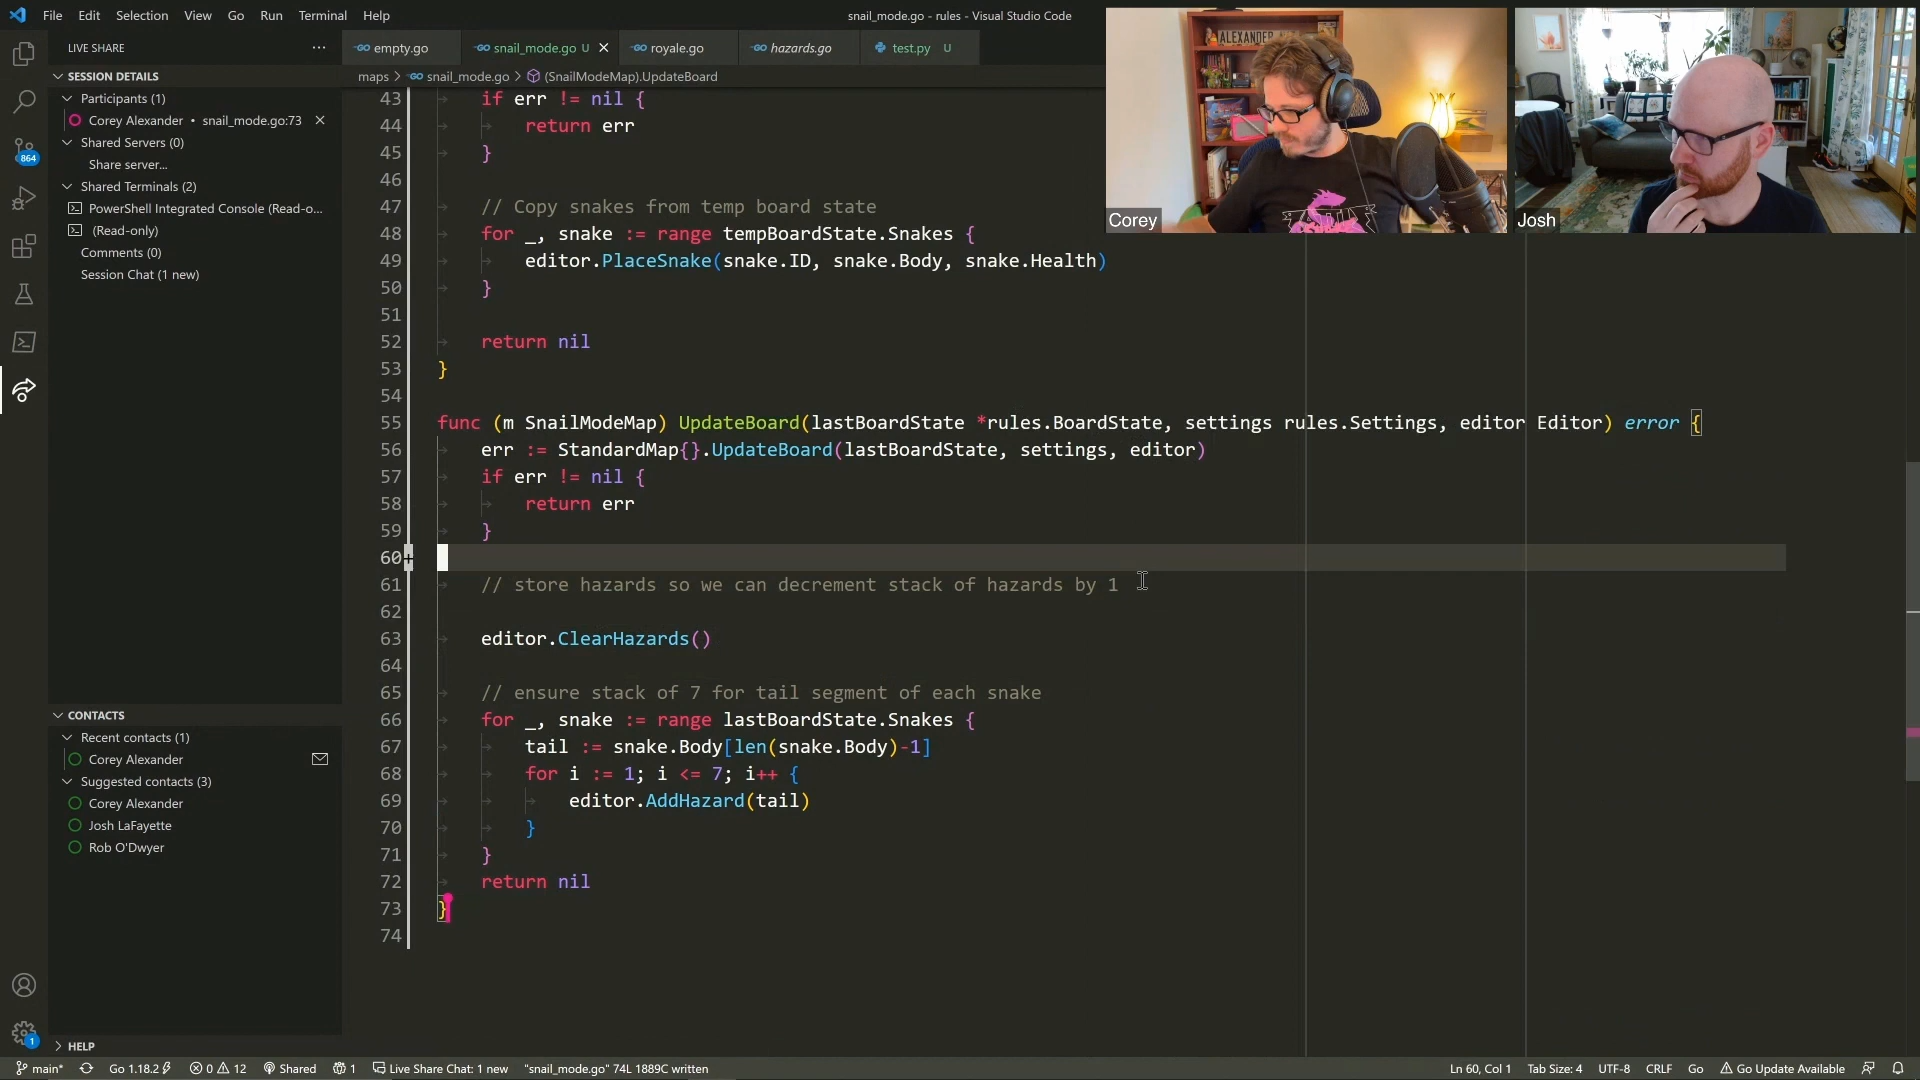 File Edit Selection View Go Run Terminal Help
snail_mode.go - rules - Visual Studio Code
LIVE SHARE
empty.go
snail_mode.go U
royale.go
hazards.go
test.py U
SESSION DETAILS
maps > snail_mode.go > (SnailModeMap).UpdateBoard
Participants (1)
Corey Alexander • snail_mode.go:73
Shared Servers (0)
Share server...
Shared Terminals (2)
PowerShell Integrated Console (Read-o...
(Read-only)
Comments (0)
Session Chat (1 new)
864
43 if err != nil {
44 return err
45 }
46
47 // Copy snakes from temp board state
48 for _, snake := range tempBoardState.Snakes {
49 editor.PlaceSnake(snake.ID, snake.Body, snake.Health)
50 }
51
52 return nil
53 }
54
55 func (m SnailModeMap) UpdateBoard(lastBoardState *rules.BoardState, settings rules.Settings, editor Editor) error {
56 err := StandardMap{}.UpdateBoard(lastBoardState, settings, editor)
57 if err != nil {
58 return err
59 }
60
61 // store hazards so we can decrement stack of hazards by 1
62
63 editor.ClearHazards()
64
65 // ensure stack of 7 for tail segment of each snake
66 for _, snake := range lastBoardState.Snakes {
67 tail := snake.Body[len(snake.Body)-1]
68 for i := 1; i <= 7; i++ {
69 editor.AddHazard(tail)
70 }
71 }
72 return nil
73 }
74
ALEXANDER
Corey
Josh
CONTACTS
Recent contacts (1)
Corey Alexander
Suggested contacts (3)
Corey Alexander
Josh LaFayette
Rob O'Dwyer
1
HELP
main* Go 1.18.2 0 12 Shared 1 Live Share Chat: 1 new "snail_mode.go" 74L 1889C written
Ln 60, Col 1 Tab Size: 4 UTF-8 CRLF Go Go Update Available